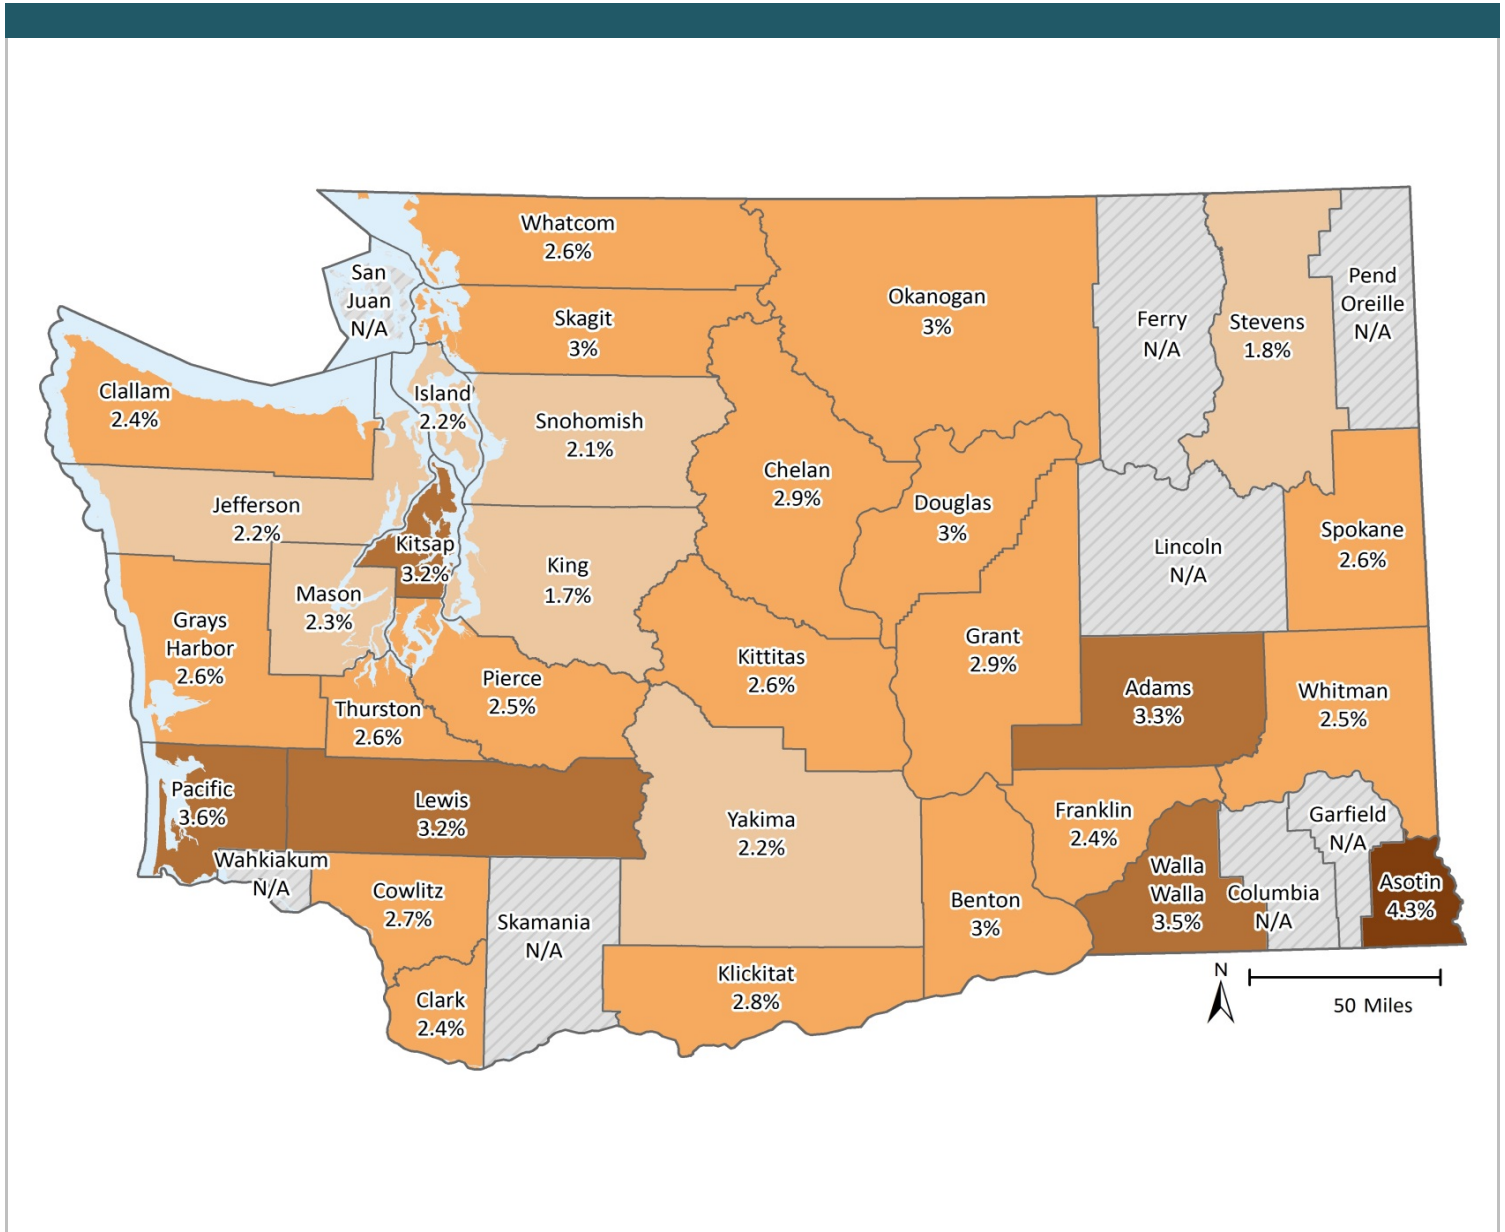 Whatcom
2.6%
San
Juan
N/A
Skagit
3%
Okanogan
3%
Ferry
N/A
Stevens
1.8%
Pend
Oreille
N/A
Clallam
2.4%
Island
2.2%
Snohomish
2.1%
Chelan
2.9%
Douglas
3%
Jefferson
2.2%
Kitsap
3.2%
King
1.7%
Lincoln
N/A
Spokane
2.6%
Mason
2.3%
Grays
Harbor
2.6%
Kittitas
2.6%
Grant
2.9%
Pierce
2.5%
Thurston
2.6%
Adams
3.3%
Whitman
2.5%
Pacific
3.6%
Lewis
3.2%
Yakima
2.2%
Franklin
2.4%
Garfield
N/A
Wahkiakum
N/A
Cowlitz
2.7%
Skamania
N/A
Benton
3%
Walla
Walla
3.5%
Columbia
N/A
Asotin
4.3%
Clark
2.4%
Klickitat
2.8%
N
50 Miles